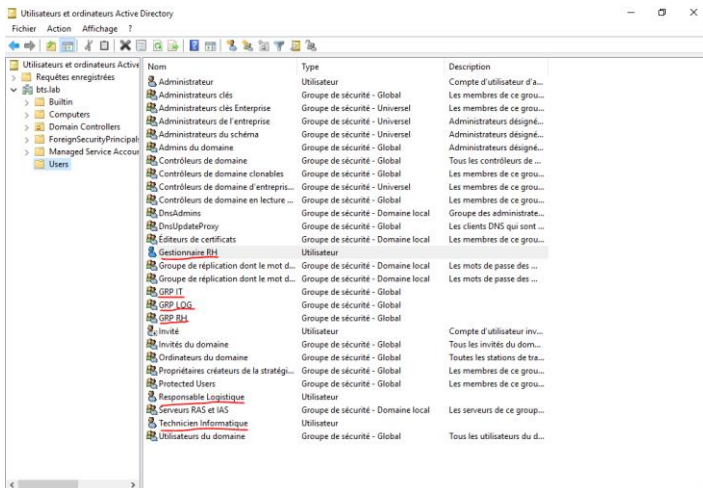 Utilisateurs et ordinateurs Active Directory
Fichier Action Affichage ?
Utilisateurs et ordinateurs Active
Requêtes enregistrées
bts.lab
Builtin
Computers
Domain Controllers
ForeignSecurityPrincipal
Managed Service Accou
Users
Nom Type Description
Administrateur Utilisateur Compte d'utilisateur d'a...
Administrateurs clés Groupe de sécurité - Global Les membres de ce grou...
Administrateurs clés Enterprise Groupe de sécurité - Universel Les membres de ce grou...
Administrateurs de l'entreprise Groupe de sécurité - Universel Administrateurs désigné...
Administrateurs du schéma Groupe de sécurité - Universel Administrateurs désigné...
Admins du domaine Groupe de sécurité - Global Administrateurs désigné...
Contrôleurs de domaine Groupe de sécurité - Global Tous les contrôleurs de ...
Contrôleurs de domaine clonables Groupe de sécurité - Global Les membres de ce grou...
Contrôleurs de domaine d'entrepris... Groupe de sécurité - Universel Les membres de ce grou...
Contrôleurs de domaine en lecture ... Groupe de sécurité - Global Les membres de ce grou...
DnsAdmins Groupe de sécurité - Domaine local Groupe des administrate...
DnsUpdateProxy Groupe de sécurité - Global Les clients DNS qui sont ...
Éditeurs de certificats Groupe de sécurité - Domaine local Les membres de ce grou...
Gestionnaire RH Utilisateur
Groupe de réplication dont le mot d... Groupe de sécurité - Domaine local Les mots de passe des ...
Groupe de réplication dont le mot d... Groupe de sécurité - Domaine local Les mots de passe des ...
GRP IT Groupe de sécurité - Global
GRP LOG Groupe de sécurité - Global
GRP RH Groupe de sécurité - Global
Invité Utilisateur Compte d'utilisateur inv...
Invités du domaine Groupe de sécurité - Global Tous les invités du dom...
Ordinateurs du domaine Groupe de sécurité - Global Toutes les stations de tra...
Propriétaires créateurs de la stratégi... Groupe de sécurité - Global Les membres de ce grou...
Protected Users Groupe de sécurité - Global Les membres de ce grou...
Responsable Logistique Utilisateur
Serveurs RAS et IAS Groupe de sécurité - Domaine local Les serveurs de ce group...
Technicien Informatique Utilisateur
Utilisateurs du domaine Groupe de sécurité - Global Tous les utilisateurs du d...